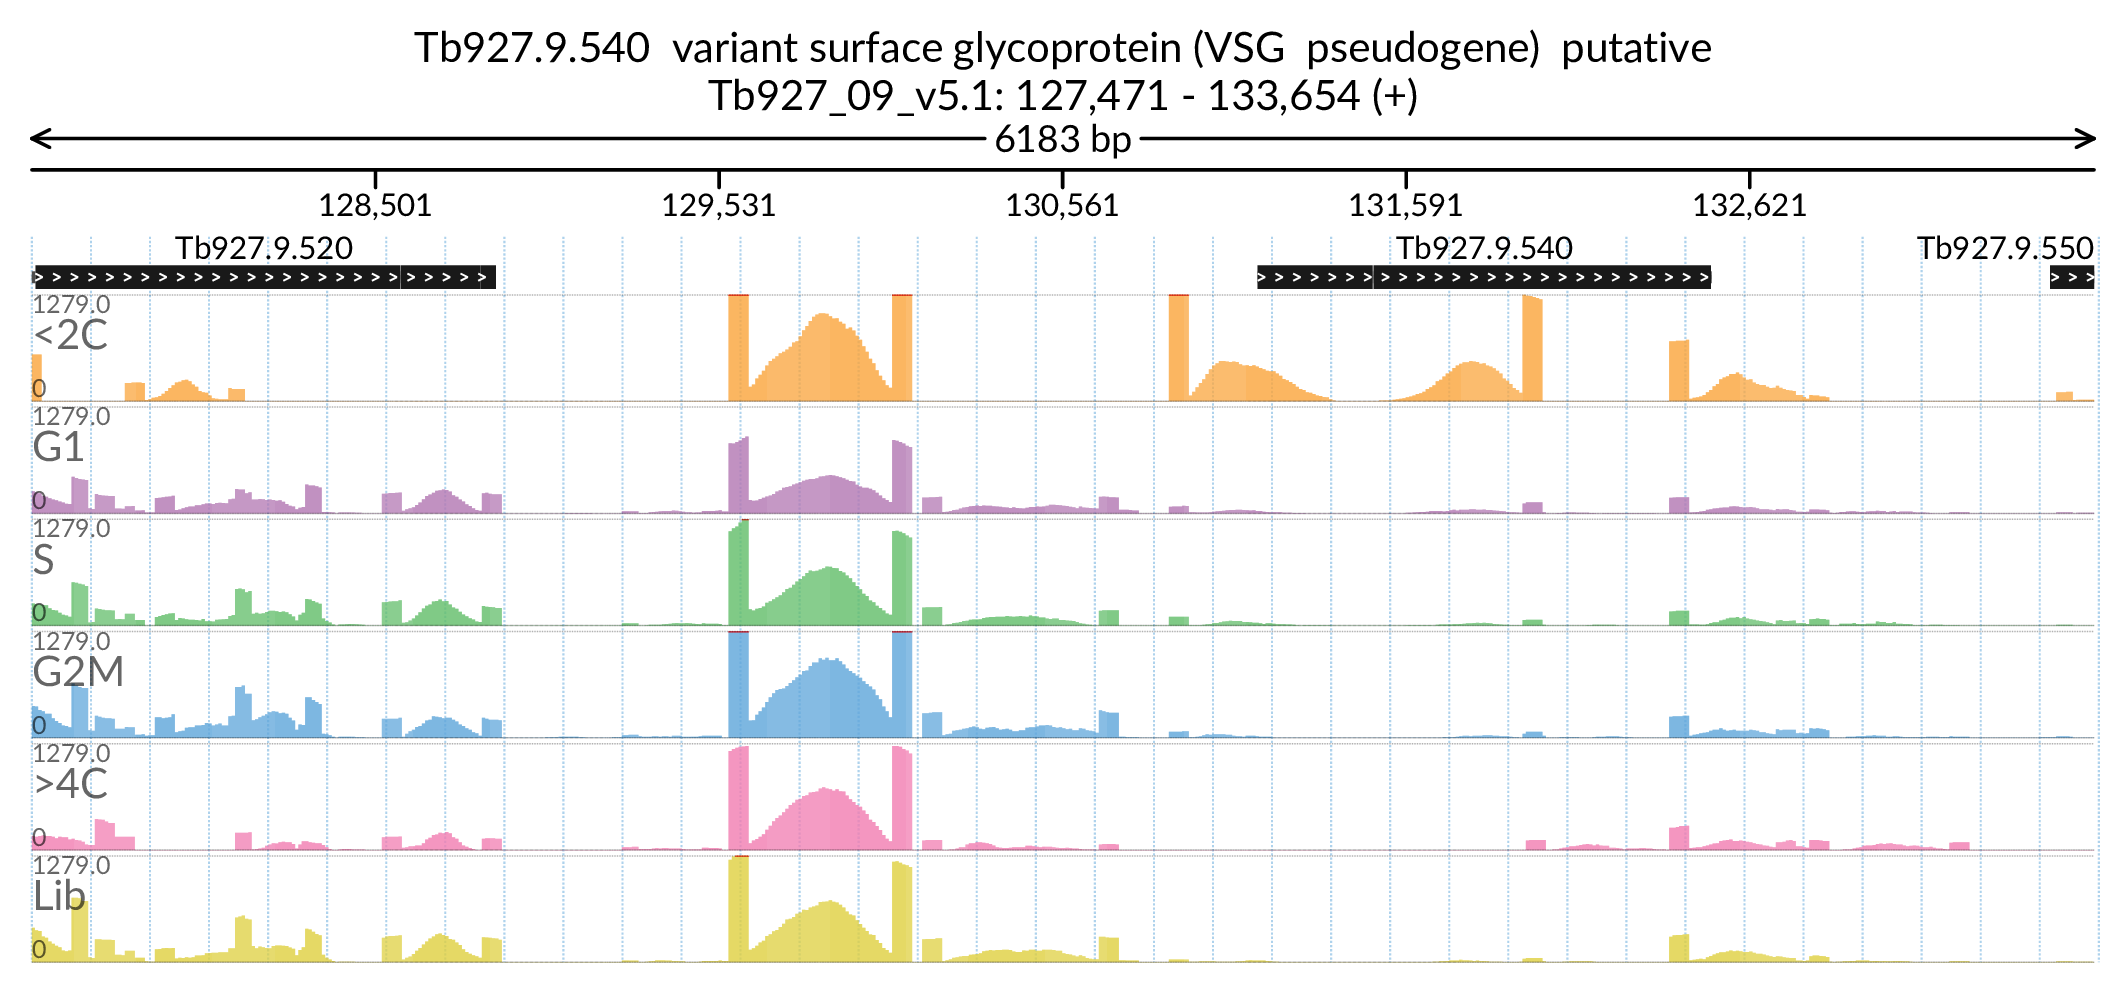 Tb927.9.540  variant surface glycoprotein (VSG  pseudogene)  putative
Tb927_09_v5.1: 127,471 - 133,654 (+)
6183 bp
128,501 129,531 130,561 131,591 132,621
Tb927.9.520 Tb927.9.540 Tb927.9.550
1279.0
<2C
0
1279.0
G1
0
1279.0
S
0
1279.0
G2M
0
1279.0
>4C
0
1279.0
Lib
0